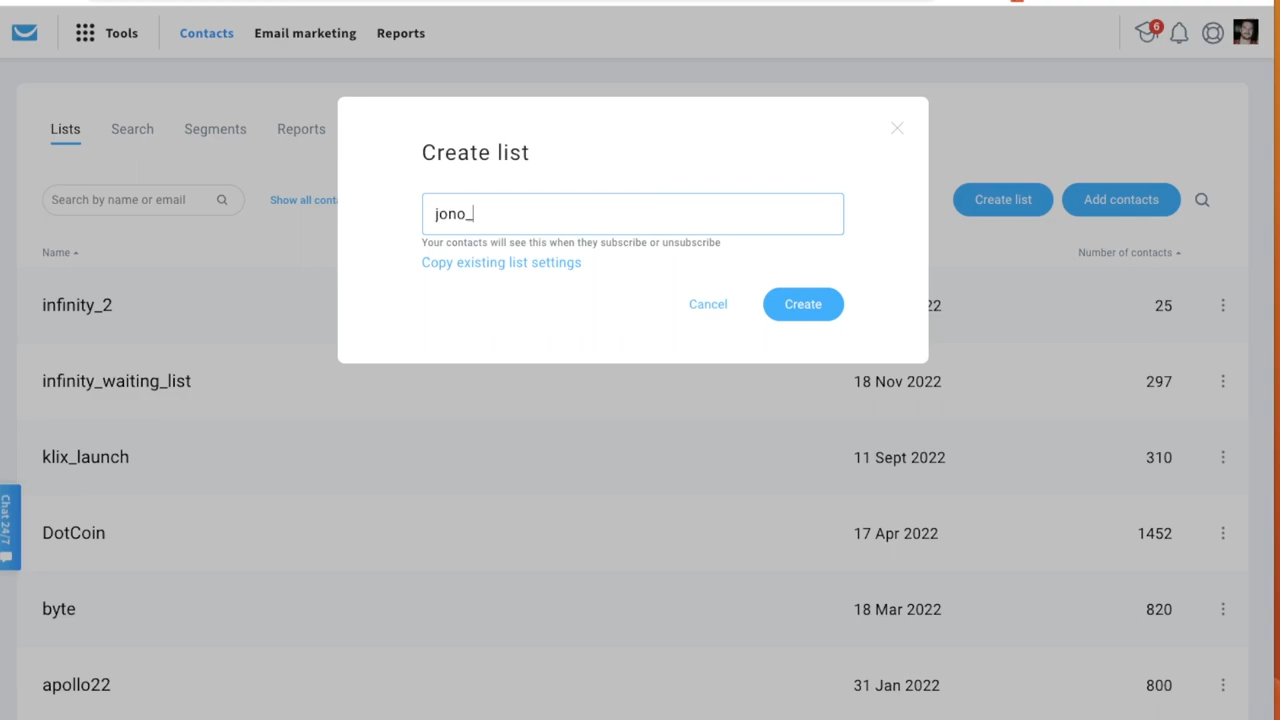 Tools
Contacts
Email marketing
Reports
6
Lists
Search
Segments
Reports
Search by name or email
Show all cont
Create list
Add contacts
Create list
jono_
Your contacts will see this when they subscribe or unsubscribe
Copy existing list settings
Cancel
Create
Name
Number of contacts
infinity_2
22
25
infinity_waiting_list
18 Nov 2022
297
klix_launch
11 Sept 2022
310
Chat 24/7
DotCoin
17 Apr 2022
1452
byte
18 Mar 2022
820
apollo22
31 Jan 2022
800